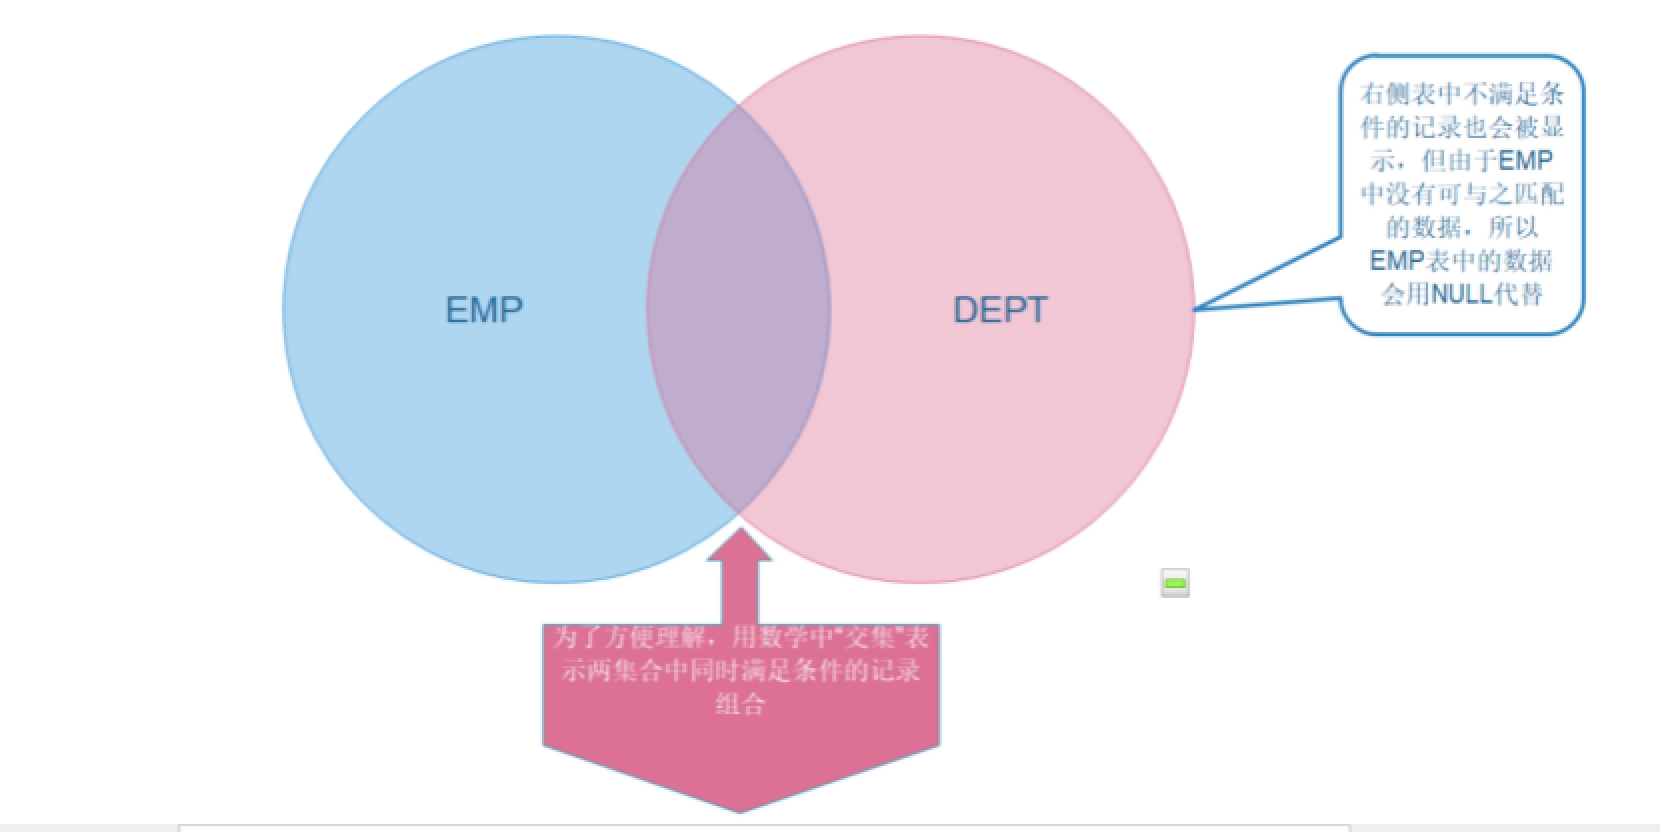 EMP
DEPT
右侧表中不满足条
件的记录也会被显
示，但由于EMP
中没有可与之匹配
的数据，所以
EMP表中的数据
会用NULL代替
为了方便理解，用数学中“交集”表
示两集合中同时满足条件的记录
组合